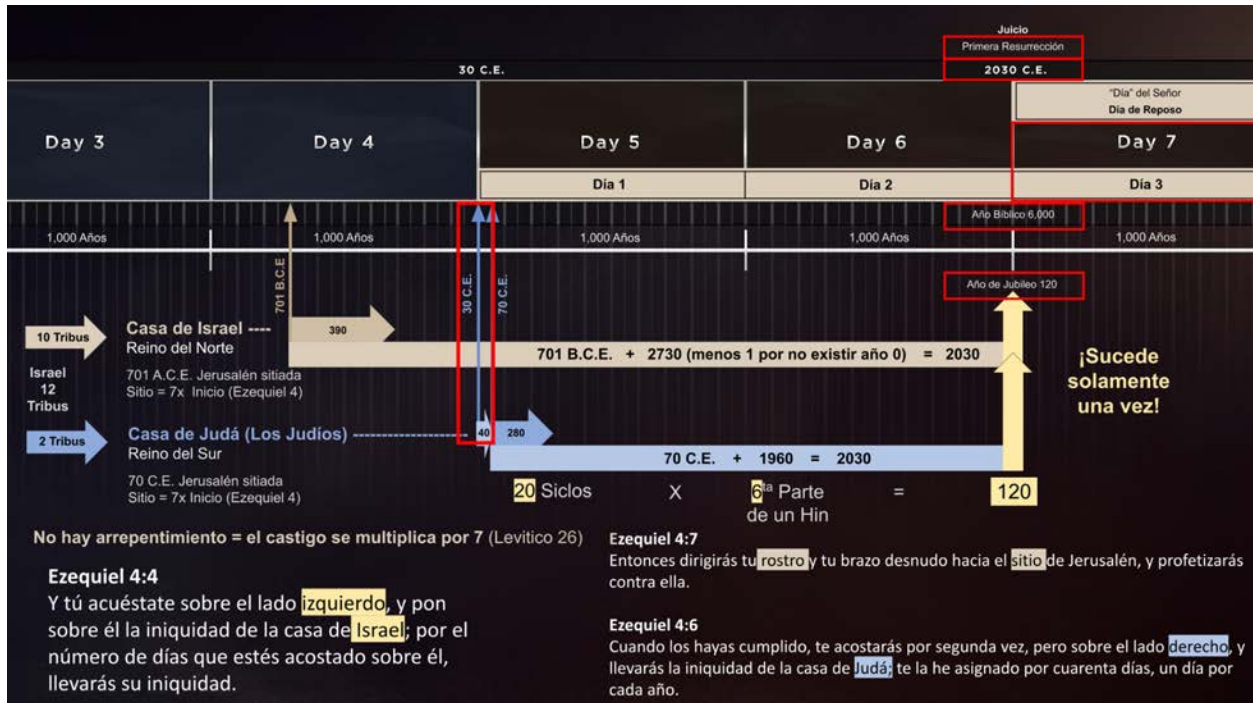 Juicio
Primera Resurrección
30 C.E.
2030 C.E.
"Día" del Señor
Día de Reposo
Day 3
Day 4
Day 5
Day 6
Day 7
Día 1
Día 2
Día 3
Año Bíblico 6,000
1,000 Años
1,000 Años
1,000 Años
1,000 Años
1,000 Años
701 B.C.E
30 C.E.
70 C.E.
Año de Jubileo 120
10 Tribus
Casa de Israel ----
390
Reino del Norte
701 B.C.E. + 2730 (menos 1 por no existir año 0) = 2030
701 A.C.E. Jerusalén sitiada
Sitio = 7x Inicio (Ezequiel 4)
Israel
12
Tribus
¡Sucede
solamente
una vez!
2 Tribus
Casa de Judá (Los Judíos) --------------------
40
280
Reino del Sur
70 C.E. + 1960 = 2030
70 C.E. Jerusalén sitiada
Sitio = 7x Inicio (Ezequiel 4)
20 Siclos X 6ta Parte = 120
de un Hin
No hay arrepentimiento = el castigo se multiplica por 7 (Levitico 26)
Ezequiel 4:4
Y tú acuéstate sobre el lado izquierdo, y pon
sobre él la iniquidad de la casa de Israel; por el
número de días que estés acostado sobre él,
llevarás su iniquidad.
Ezequiel 4:7
Entonces dirigirás tu rostro y tu brazo desnudo hacia el sitio de Jerusalén, y profetizarás
contra ella.
Ezequiel 4:6
Cuando los hayas cumplido, te acostarás por segunda vez, pero sobre el lado derecho, y
llevarás la iniquidad de la casa de Judá; te la he asignado por cuarenta días, un día por
cada año.